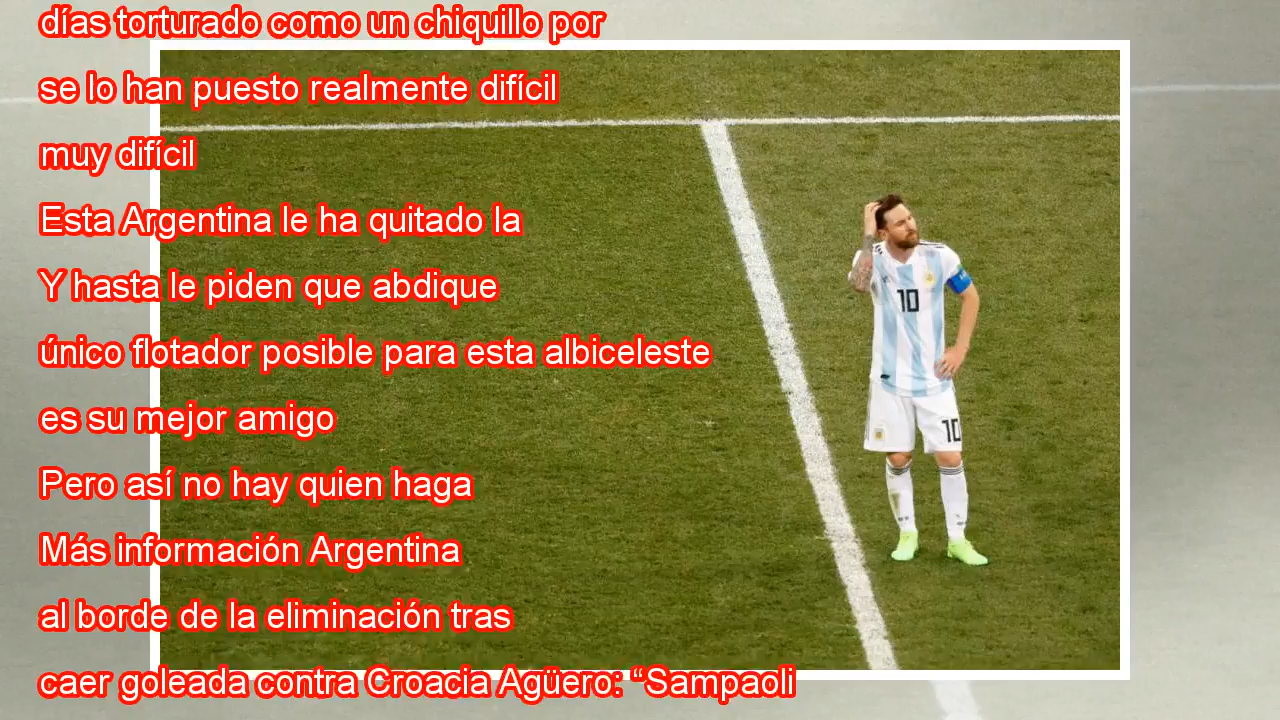 días torturado como un chiquillo por
se lo han puesto realmente difícil
muy difícil
Esta Argentina le ha quitado la
Y hasta le piden que abdique
único flotador posible para esta albiceleste
es su mejor amigo
Pero así no hay quien haga
Más información Argentina
al borde de la eliminación tras
caer goleada contra Croacia Agüero: “Sampaoli
10
10